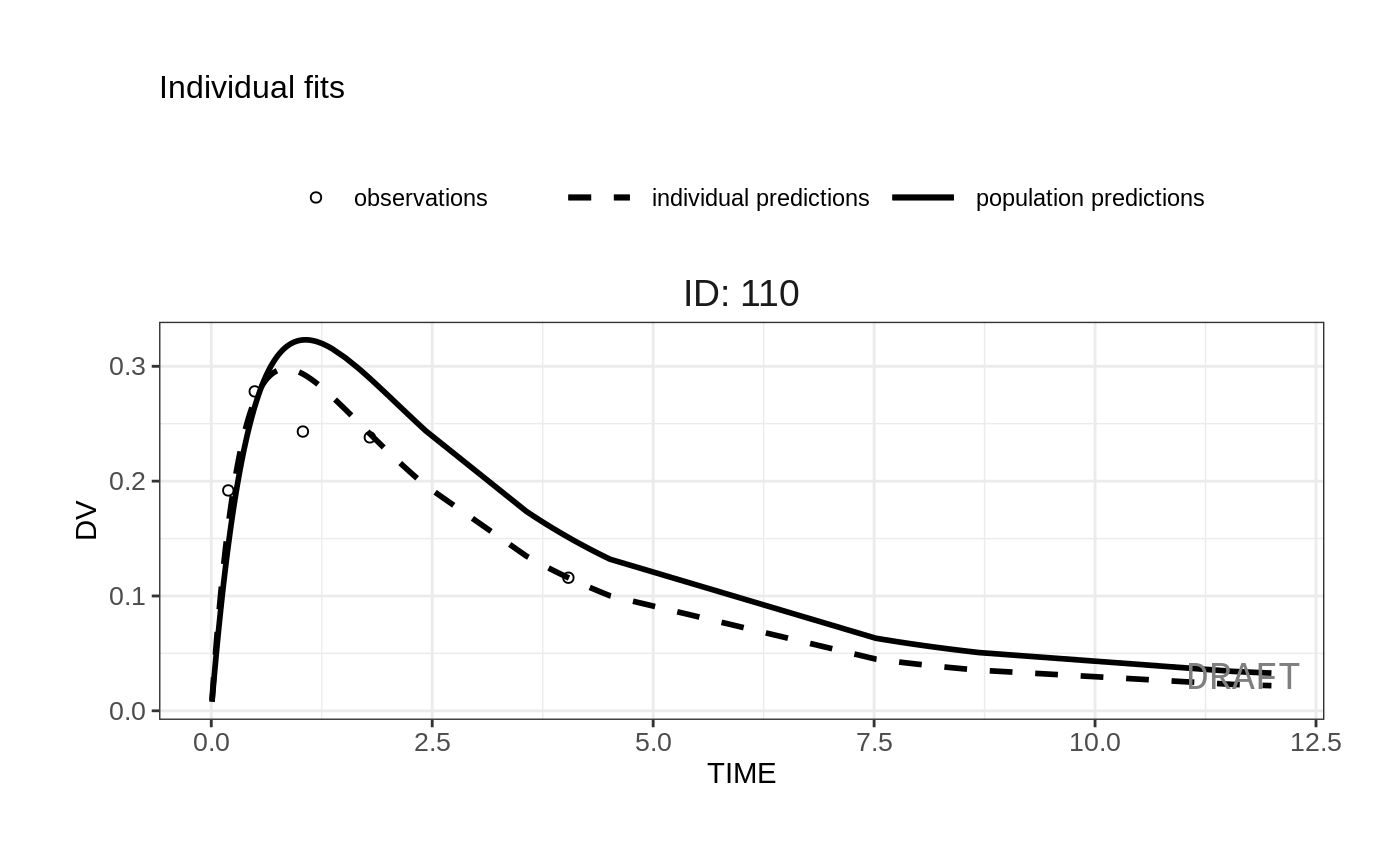 Individual fits
observations individual predictions population predictions
ID: 110
DV
0.3
0.2
0.1
0.0
DRAFT
0.0 2.5 5.0 7.5 10.0 12.5
TIME